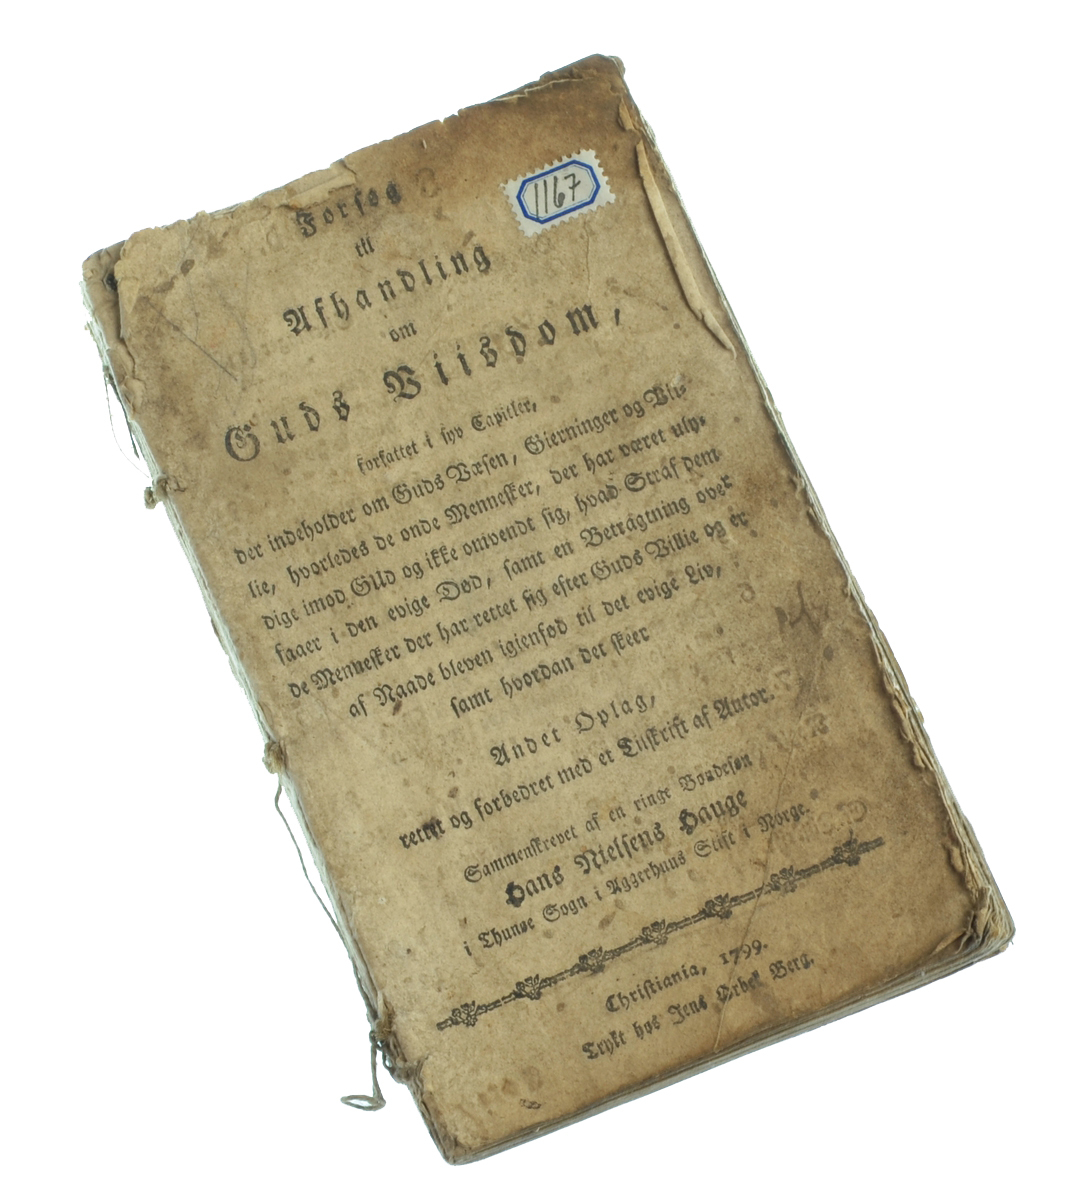 1167
Forsøg
til
Afhandling
om
Guds Viisdom,
forfattet i syv Capitler,
der indeholder om Guds Væsen, Gierninger og Vil-
lie, hvorledes de onde Mennesker, der har været uly-
dige imod GUd og ikke omvendt sig, hvad Straf dem
faaer i den evige Død, samt en Betragtning over
de Mennesker der har rettet sig efter Guds Villie og er
af Naade bleven igienfød til det evige Liv,
samt hvordan det skeer
Andet Oplag,
rettet og forbedret med et Tilskrift af Autor.
Sammenskrevet af en ringe Bondesøn
Hans Nielsens Hauge
i Thunøe Sogn i Aggerhuus Stift i Norge.
Christiania, 1799.
Trykt hos Jens Ørbek Berg.